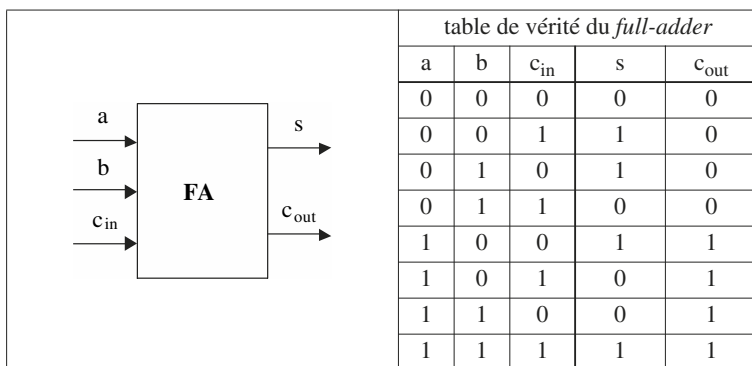 a
b
c_in
FA
s
c_out
table de vérité du full-adder
a b c_in s c_out
0 0 0 0 0
0 0 1 1 0
0 1 0 1 0
0 1 1 0 0
1 0 0 1 1
1 0 1 0 1
1 1 0 0 1
1 1 1 1 1